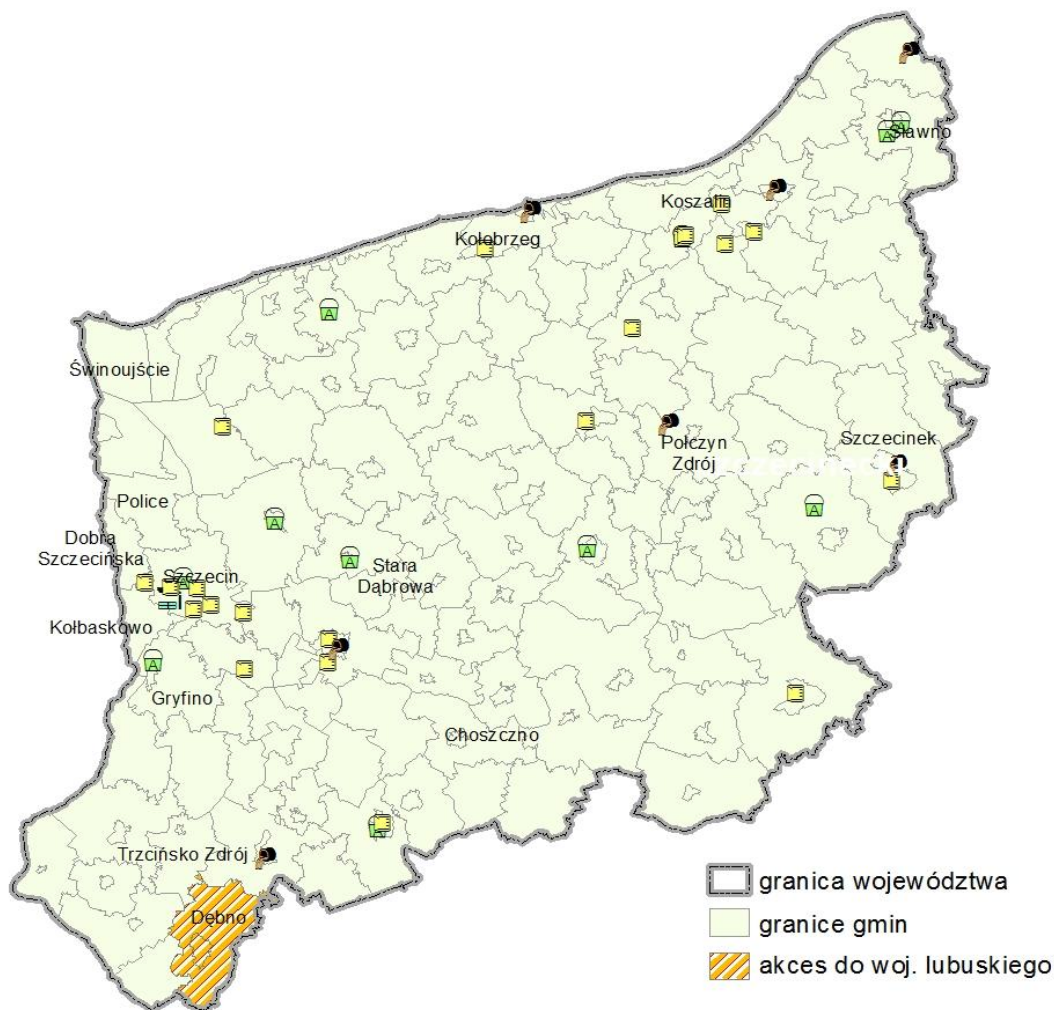 Sławno
Koszalin
Kołobrzeg
Świnoujście
Połczyn
Zdrój
Szczecinek
Police
Dobra
Szczecińska
Szczecin
Stara
Dąbrowa
Kołbaskowo
Gryfino
Choszczno
Trzcińsko Zdrój
Dębno
granica województwa
granice gmin
akces do woj. lubuskiego
A
A
A
A
A
A
A
A
A
A